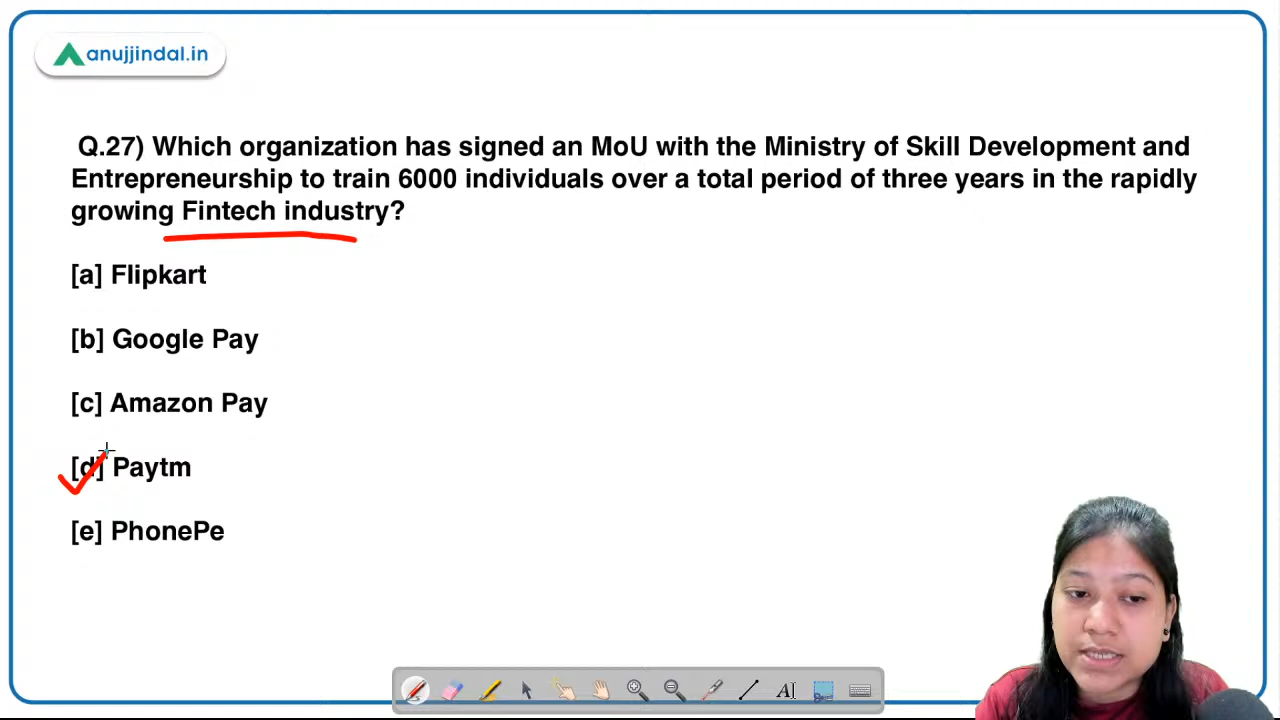 anujjindal.in
Q.27) Which organization has signed an MoU with the Ministry of Skill Development and
Entrepreneurship to train 6000 individuals over a total period of three years in the rapidly
growing Fintech industry?
[a] Flipkart
[b] Google Pay
[c] Amazon Pay
[d] Paytm
[e] PhonePe
A